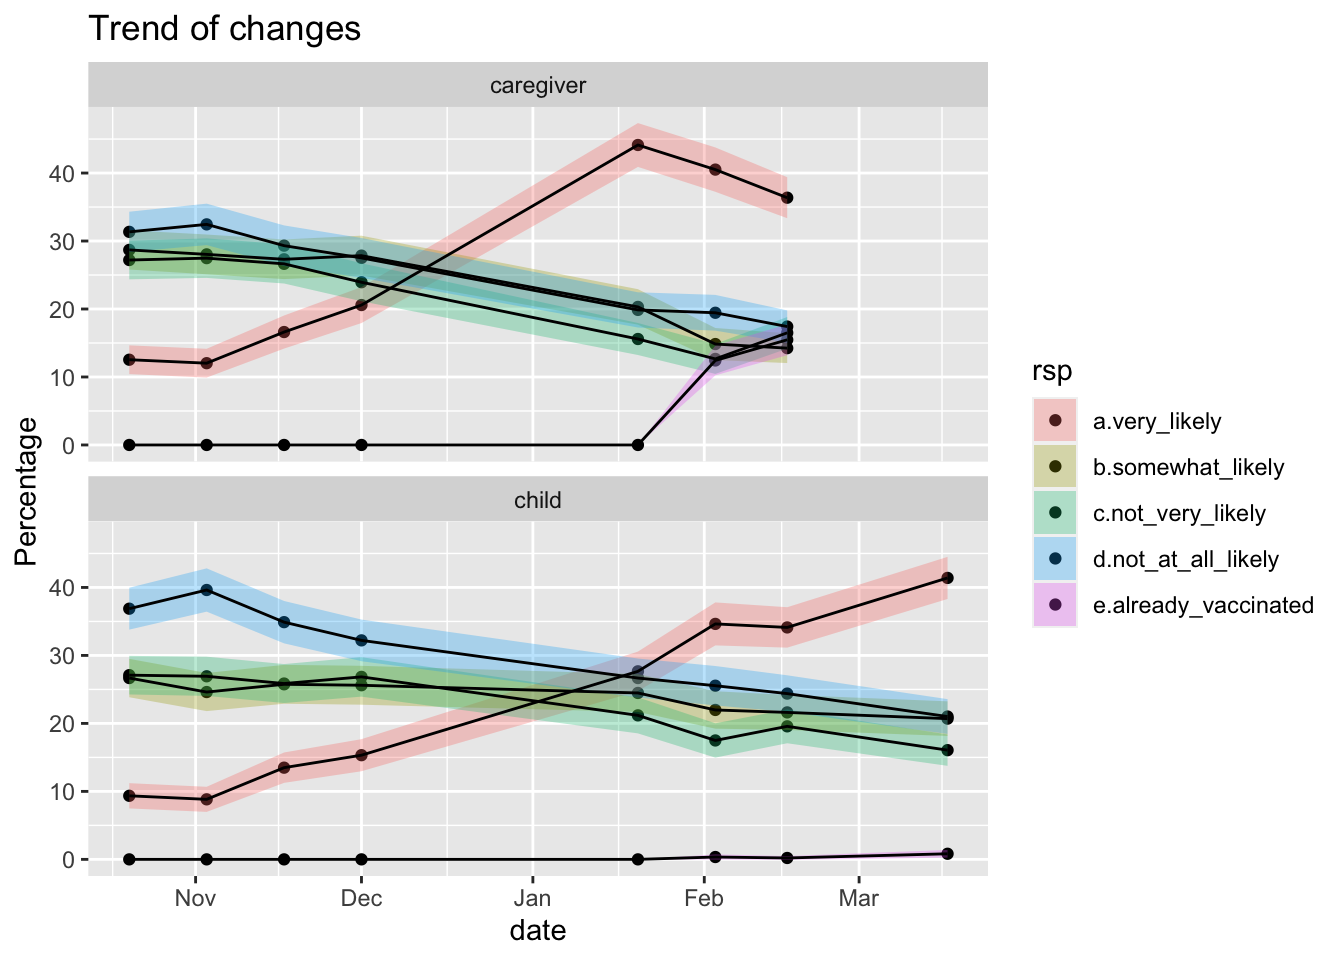 Trend of changes
caregiver
40
30
20
10
0
child
40
30
20
10
0
Nov Dec Jan Feb Mar
date
Percentage
rsp
a.very_likely
b.somewhat_likely
c.not_very_likely
d.not_at_all_likely
e.already_vaccinated